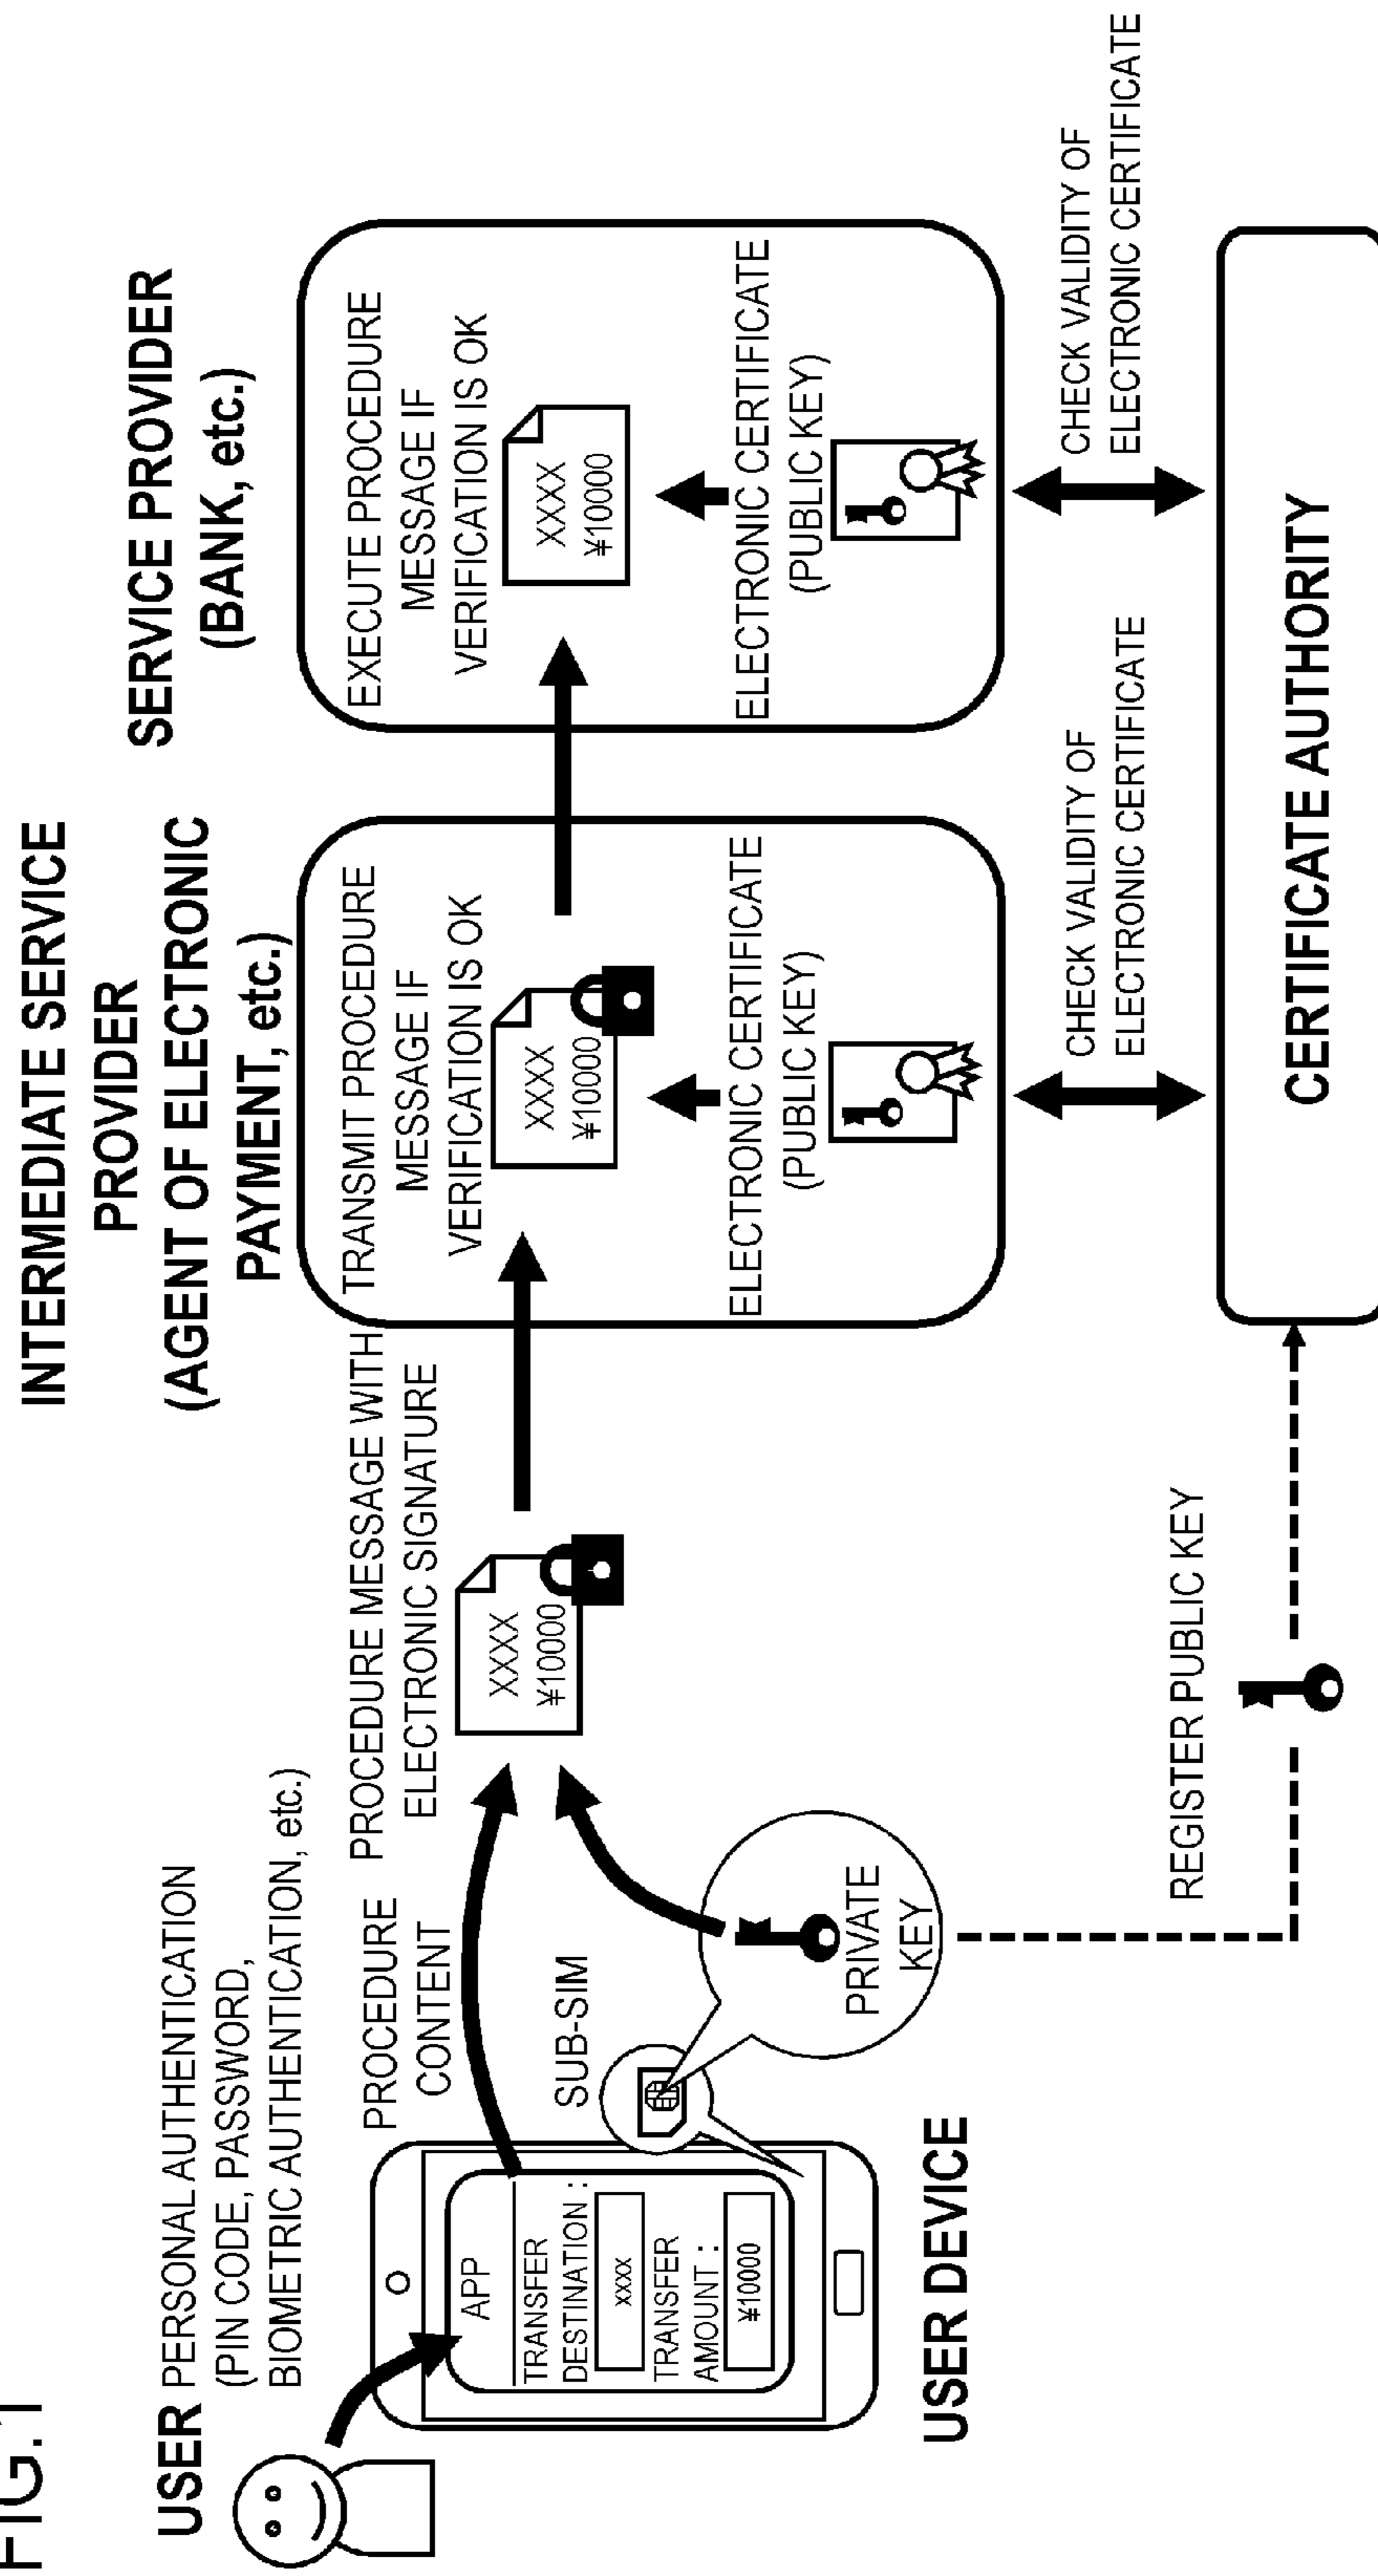 FIG.1
USER
PERSONAL AUTHENTICATION
(PIN CODE, PASSWORD,
BIOMETRIC AUTHENTICATION, etc.)
APP
TRANSFER
DESTINATION :
xxxx
TRANSFER
AMOUNT :
¥10000
USER DEVICE
PROCEDURE
CONTENT
SUB-SIM
PRIVATE
KEY
PROCEDURE MESSAGE WITH
ELECTRONIC SIGNATURE
XXXX
¥10000
REGISTER PUBLIC KEY
INTERMEDIATE SERVICE
PROVIDER
(AGENT OF ELECTRONIC
PAYMENT, etc.)
TRANSMIT PROCEDURE
MESSAGE IF
VERIFICATION IS OK
XXXX
¥10000
ELECTRONIC CERTIFICATE
(PUBLIC KEY)
CHECK VALIDITY OF
ELECTRONIC CERTIFICATE
SERVICE PROVIDER
(BANK, etc.)
EXECUTE PROCEDURE
MESSAGE IF
VERIFICATION IS OK
XXXX
¥10000
ELECTRONIC CERTIFICATE
(PUBLIC KEY)
CHECK VALIDITY OF
ELECTRONIC CERTIFICATE
CERTIFICATE AUTHORITY